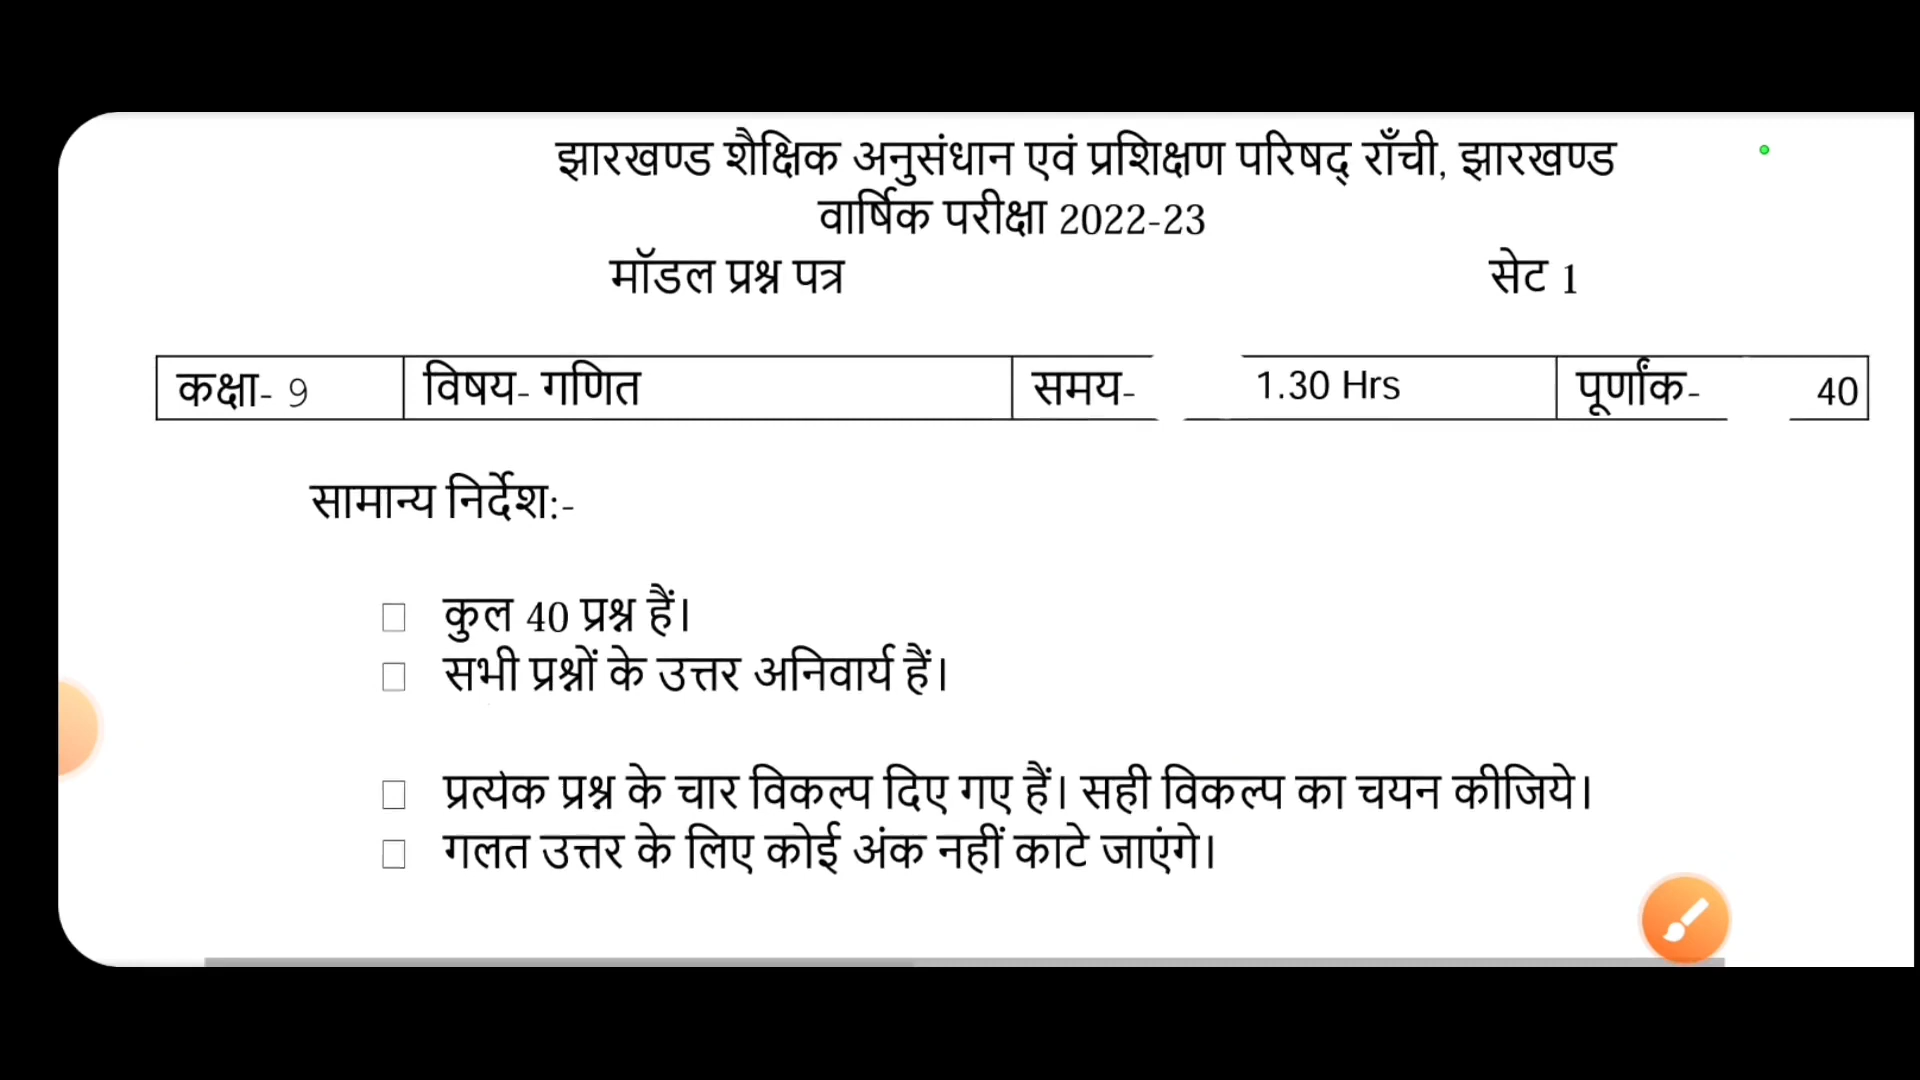 झारखण्ड शैक्षिक अनुसंधान एवं प्रशिक्षण परिषद् राँची, झारखण्ड
वार्षिक परीक्षा 2022-23
मॉडल प्रश्न पत्र सेट 1
कक्षा- 9 विषय- गणित समय- 1.30 Hrs पूर्णांक- 40
सामान्य निर्देश:-
कुल 40 प्रश्न हैं।
सभी प्रश्नों के उत्तर अनिवार्य हैं।
प्रत्येक प्रश्न के चार विकल्प दिए गए हैं। सही विकल्प का चयन कीजिये।
गलत उत्तर के लिए कोई अंक नहीं काटे जाएंगे।